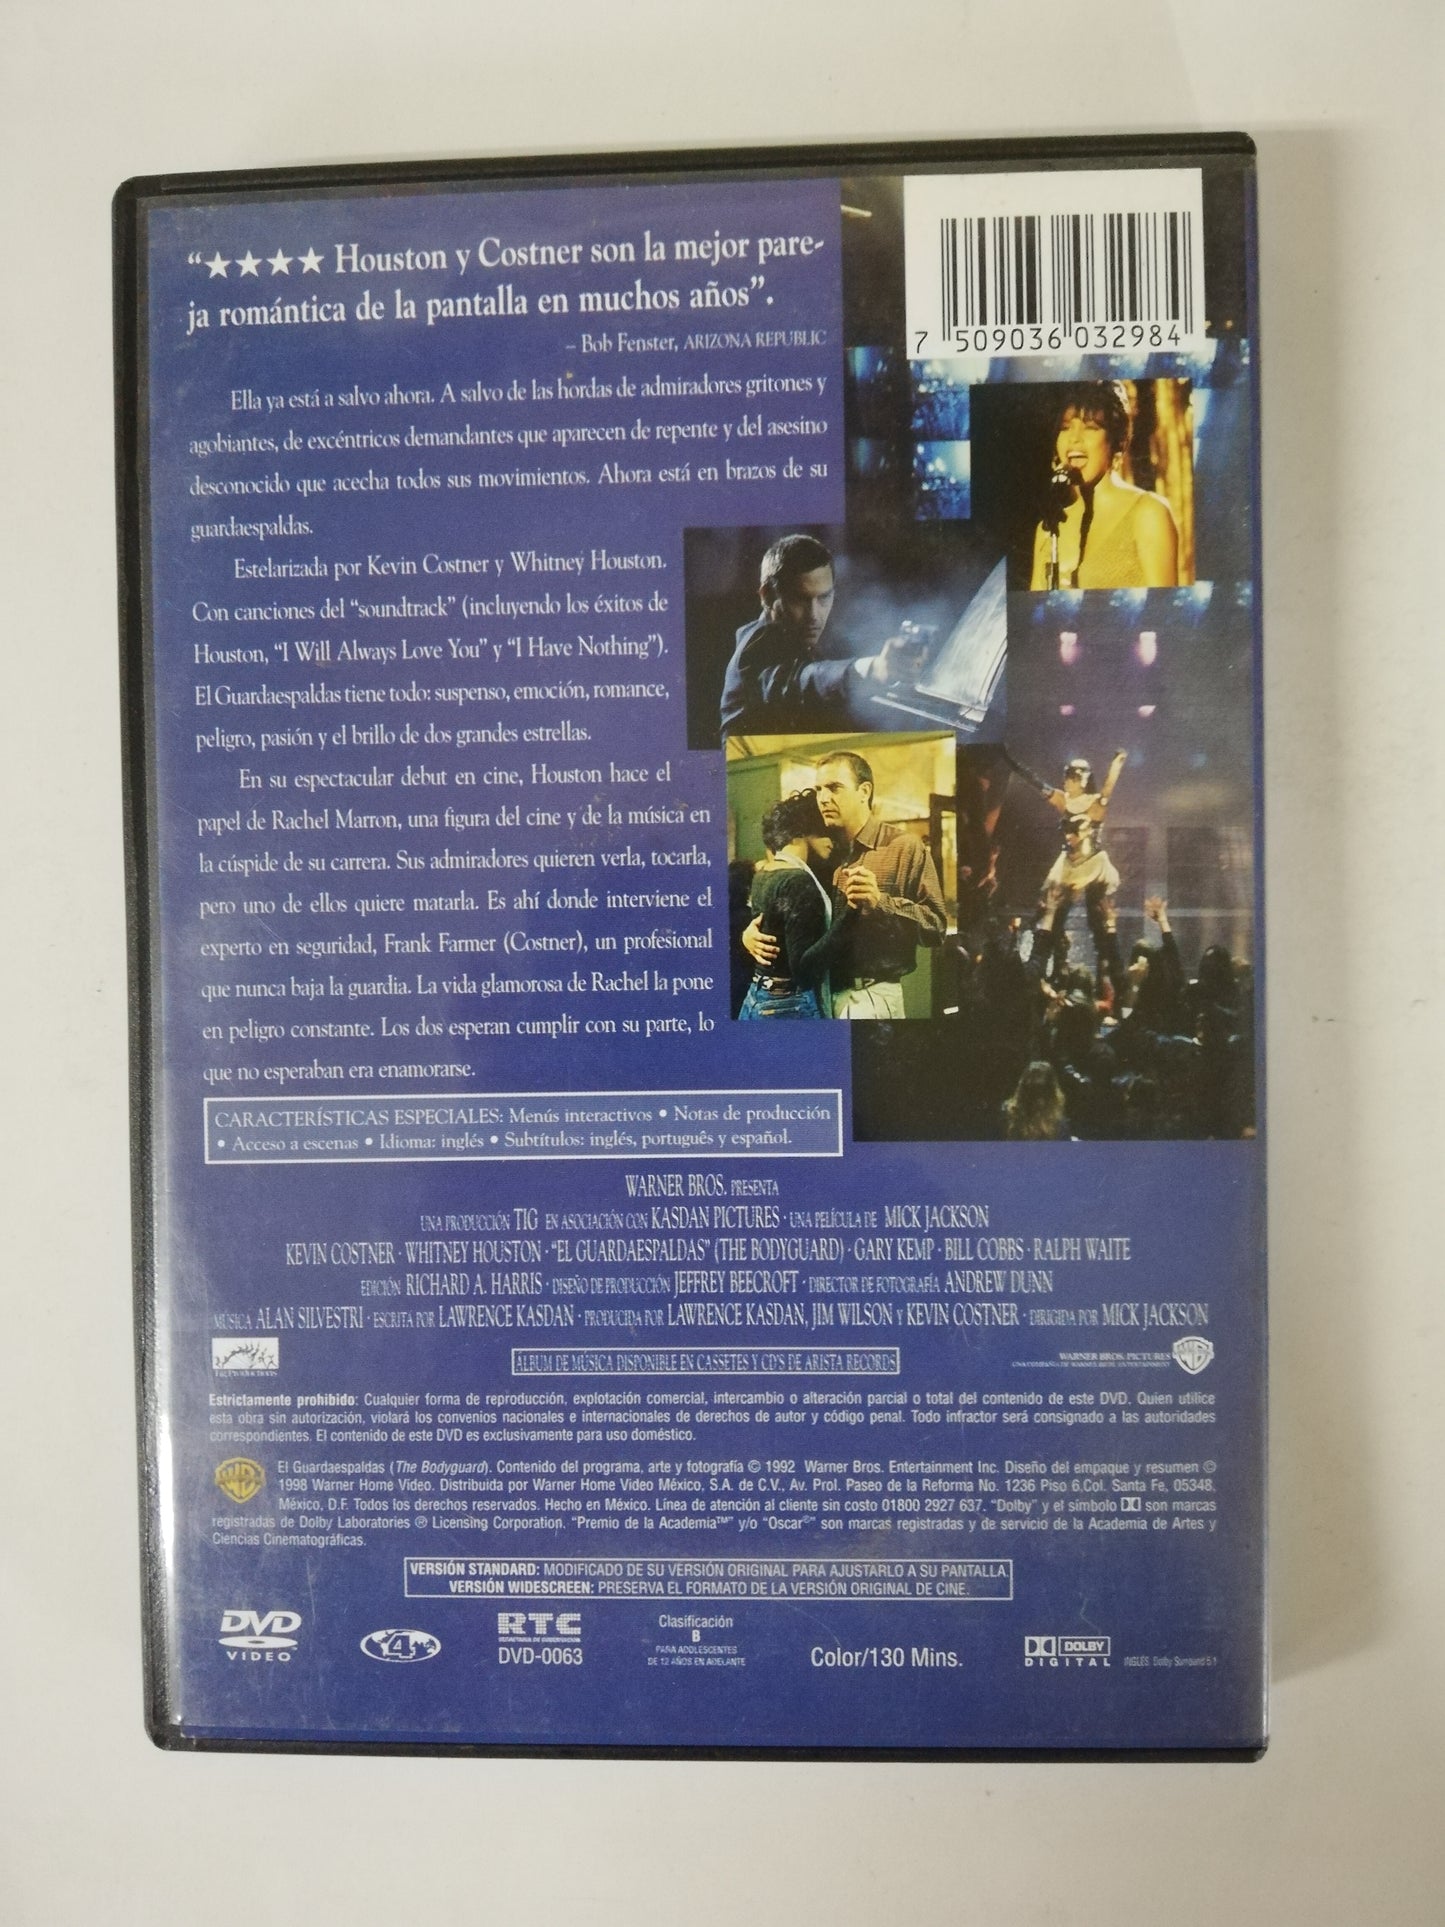 “★★★★ Houston y Costner son la mejor pare-
ja romántica de la pantalla en muchos años”.
– Bob Fenster, ARIZONA REPUBLIC
Ella ya está a salvo ahora. A salvo de las hordas de admiradores gritones y
agobiantes, de excéntricos demandantes que aparecen de repente y del asesino
desconocido que acecha todos sus movimientos. Ahora está en brazos de su
guardaespaldas.
Estelarizada por Kevin Costner y Whitney Houston.
Con canciones del “soundtrack” (incluyendo los éxitos de
Houston, “I Will Always Love You” y “I Have Nothing”).
El Guardaespaldas tiene todo: suspenso, emoción, romance,
peligro, pasión y el brillo de dos grandes estrellas.
En su espectacular debut en cine, Houston hace el
papel de Rachel Marron, una figura del cine y de la música en
la cúspide de su carrera. Sus admiradores quieren verla, tocarla,
pero uno de ellos quiere matarla. Es ahí donde interviene el
experto en seguridad, Frank Farmer (Costner), un profesional
que nunca baja la guardia. La vida glamorosa de Rachel la pone
en peligro constante. Los dos esperan cumplir con su parte, lo
que no esperaban era enamorarse.
7 509036 032984
CARACTERÍSTICAS ESPECIALES: Menús interactivos • Notas de producción
• Acceso a escenas • Idioma: inglés • Subtítulos: inglés, portugués y español.
WARNER BROS. PRESENTA
UNA PRODUCCIÓN TIG EN ASOCIACIÓN CON KASDAN PICTURES · UNA PELÍCULA DE MICK JACKSON
KEVIN COSTNER · WHITNEY HOUSTON · “EL GUARDAESPALDAS” (THE BODYGUARD) · GARY KEMP · BILL COBBS · RALPH WAITE
EDICIÓN RICHARD A. HARRIS · DISEÑO DE PRODUCCIÓN JEFFREY BEECROFT · DIRECTOR DE FOTOGRAFÍA ANDREW DUNN
MÚSICA ALAN SILVESTRI · ESCRITA POR LAWRENCE KASDAN · PRODUCIDA POR LAWRENCE KASDAN, JIM WILSON Y KEVIN COSTNER · DIRIGIDA POR MICK JACKSON
Tig Productions
ÁLBUM DE MÚSICA DISPONIBLE EN CASSETES Y CD'S DE ARISTA RECORDS
WARNER BROS. PICTURES
UNA COMPAÑÍA DE WARNER BROS. ENTERTAINMENT
Estrictamente prohibido: Cualquier forma de reproducción, explotación comercial, intercambio o alteración parcial o total del contenido de este DVD. Quien utilice
esta obra sin autorización, violará los convenios nacionales e internacionales de derechos de autor y código penal. Todo infractor será consignado a las autoridades
correspondientes. El contenido de este DVD es exclusivamente para uso doméstico.
El Guardaespaldas (The Bodyguard). Contenido del programa, arte y fotografía © 1992 Warner Bros. Entertainment Inc. Diseño del empaque y resumen ©
1998 Warner Home Video. Distribuida por Warner Home Video México, S.A. de C.V., Av. Prol. Paseo de la Reforma No. 1236 Piso 6.Col. Santa Fe, 05348,
México, D.F. Todos los derechos reservados. Hecho en México. Línea de atención al cliente sin costo 01800 2927 637. “Dolby” y el símbolo DD son marcas
registradas de Dolby Laboratories ® Licensing Corporation. “Premio de la Academia™” y/o “Oscar®” son marcas registradas y de servicio de la Academia de Artes y
Ciencias Cinematográficas.
VERSIÓN STANDARD: MODIFICADO DE SU VERSIÓN ORIGINAL PARA AJUSTARLO A SU PANTALLA.
VERSIÓN WIDESCREEN: PRESERVA EL FORMATO DE LA VERSIÓN ORIGINAL DE CINE.
DVD
VIDEO
4
RTC
SECRETARÍA DE GOBERNACIÓN
DVD-0063
Clasificación
B
PARA ADOLESCENTES
DE 12 AÑOS EN ADELANTE
Color/130 Mins.
DOLBY
DIGITAL
INGLÉS: Dolby Surround 5.1